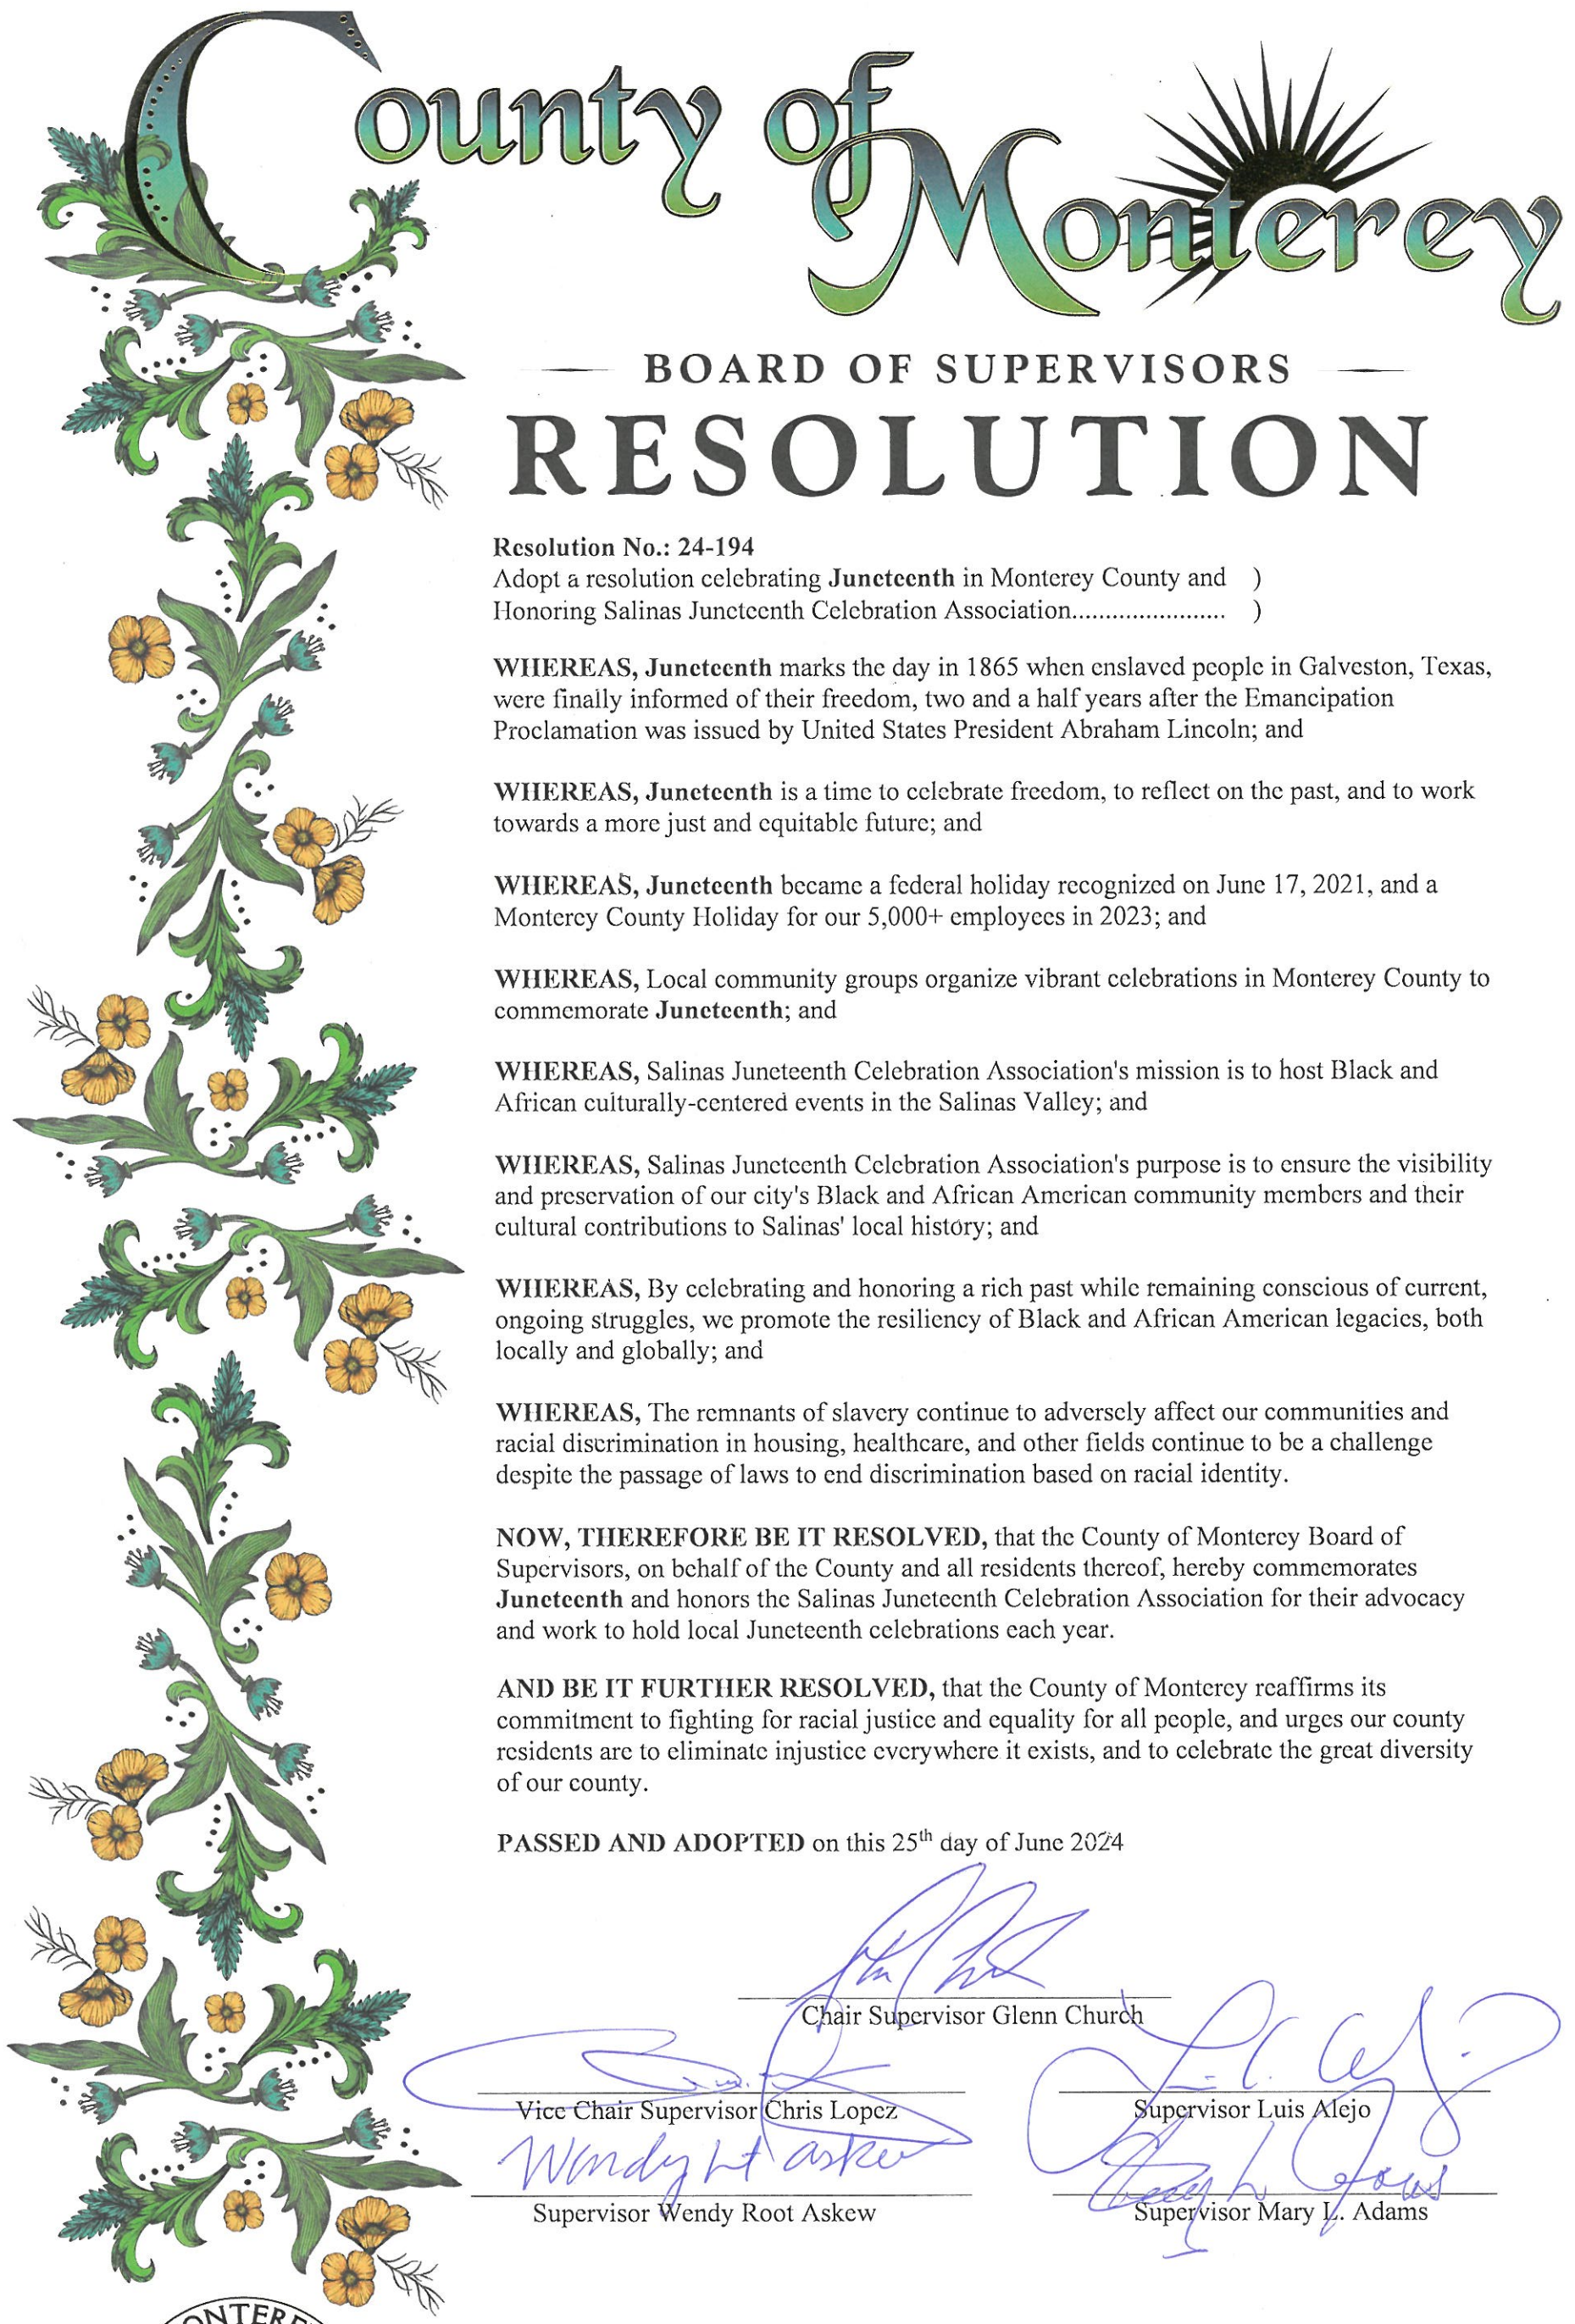 County of Monterey
BOARD OF SUPERVISORS
RESOLUTION
Resolution No.: 24-194
Adopt a resolution celebrating Juneteenth in Monterey County and )
Honoring Salinas Juneteenth Celebration Association...................... )
WHEREAS, Juneteenth marks the day in 1865 when enslaved people in Galveston, Texas,
were finally informed of their freedom, two and a half years after the Emancipation
Proclamation was issued by United States President Abraham Lincoln; and
WHEREAS, Juneteenth is a time to celebrate freedom, to reflect on the past, and to work
towards a more just and equitable future; and
WHEREAS, Juneteenth became a federal holiday recognized on June 17, 2021, and a
Monterey County Holiday for our 5,000+ employees in 2023; and
WHEREAS, Local community groups organize vibrant celebrations in Monterey County to
commemorate Juneteenth; and
WHEREAS, Salinas Juneteenth Celebration Association's mission is to host Black and
African culturally-centered events in the Salinas Valley; and
WHEREAS, Salinas Juneteenth Celebration Association's purpose is to ensure the visibility
and preservation of our city's Black and African American community members and their
cultural contributions to Salinas' local history; and
WHEREAS, By celebrating and honoring a rich past while remaining conscious of current,
ongoing struggles, we promote the resiliency of Black and African American legacies, both
locally and globally; and
WHEREAS, The remnants of slavery continue to adversely affect our communities and
racial discrimination in housing, healthcare, and other fields continue to be a challenge
despite the passage of laws to end discrimination based on racial identity.
NOW, THEREFORE BE IT RESOLVED, that the County of Monterey Board of
Supervisors, on behalf of the County and all residents thereof, hereby commemorates
Juneteenth and honors the Salinas Juneteenth Celebration Association for their advocacy
and work to hold local Juneteenth celebrations each year.
AND BE IT FURTHER RESOLVED, that the County of Monterey reaffirms its
commitment to fighting for racial justice and equality for all people, and urges our county
residents are to eliminate injustice everywhere it exists, and to celebrate the great diversity
of our county.
PASSED AND ADOPTED on this 25th day of June 2024
Chair Supervisor Glenn Church
Vice Chair Supervisor Chris Lopez
Supervisor Luis Alejo
Wendy Rt Askew
Supervisor Wendy Root Askew
Supervisor Mary L. Adams